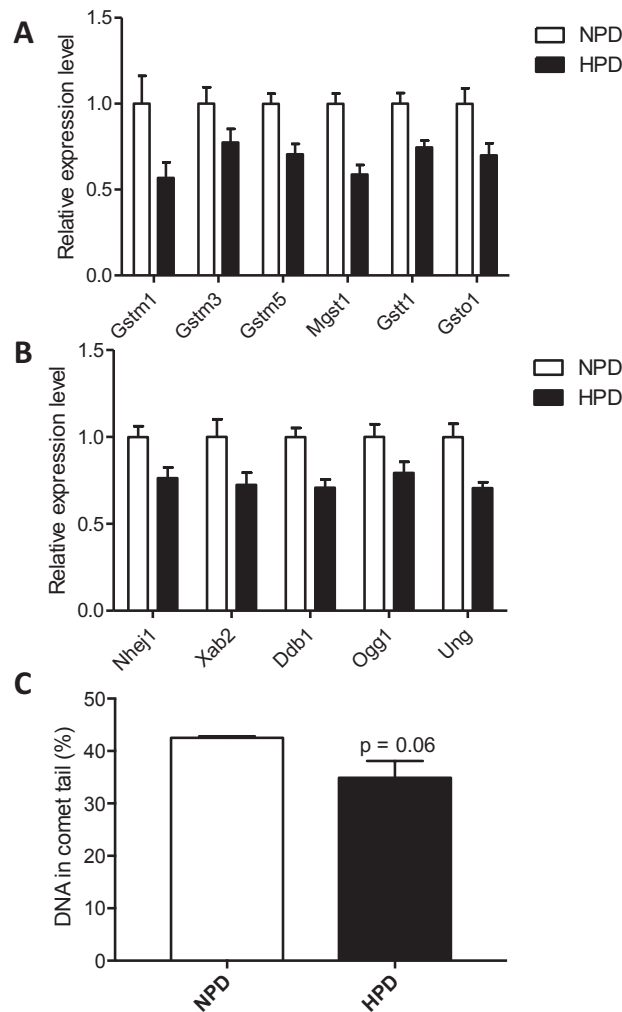 A
1.5
1.0
0.5
0.0
Relative expression level
NPD
HPD
Gstm1
Gstm3
Gstm5
Mgst1
Gstt1
Gsto1
B
1.5
1.0
0.5
0.0
Relative expression level
NPD
HPD
Nhej1
Xab2
Ddb1
Ogg1
Ung
C
50
40
30
20
10
0
DNA in comet tail (%)
p = 0.06
NPD
HPD